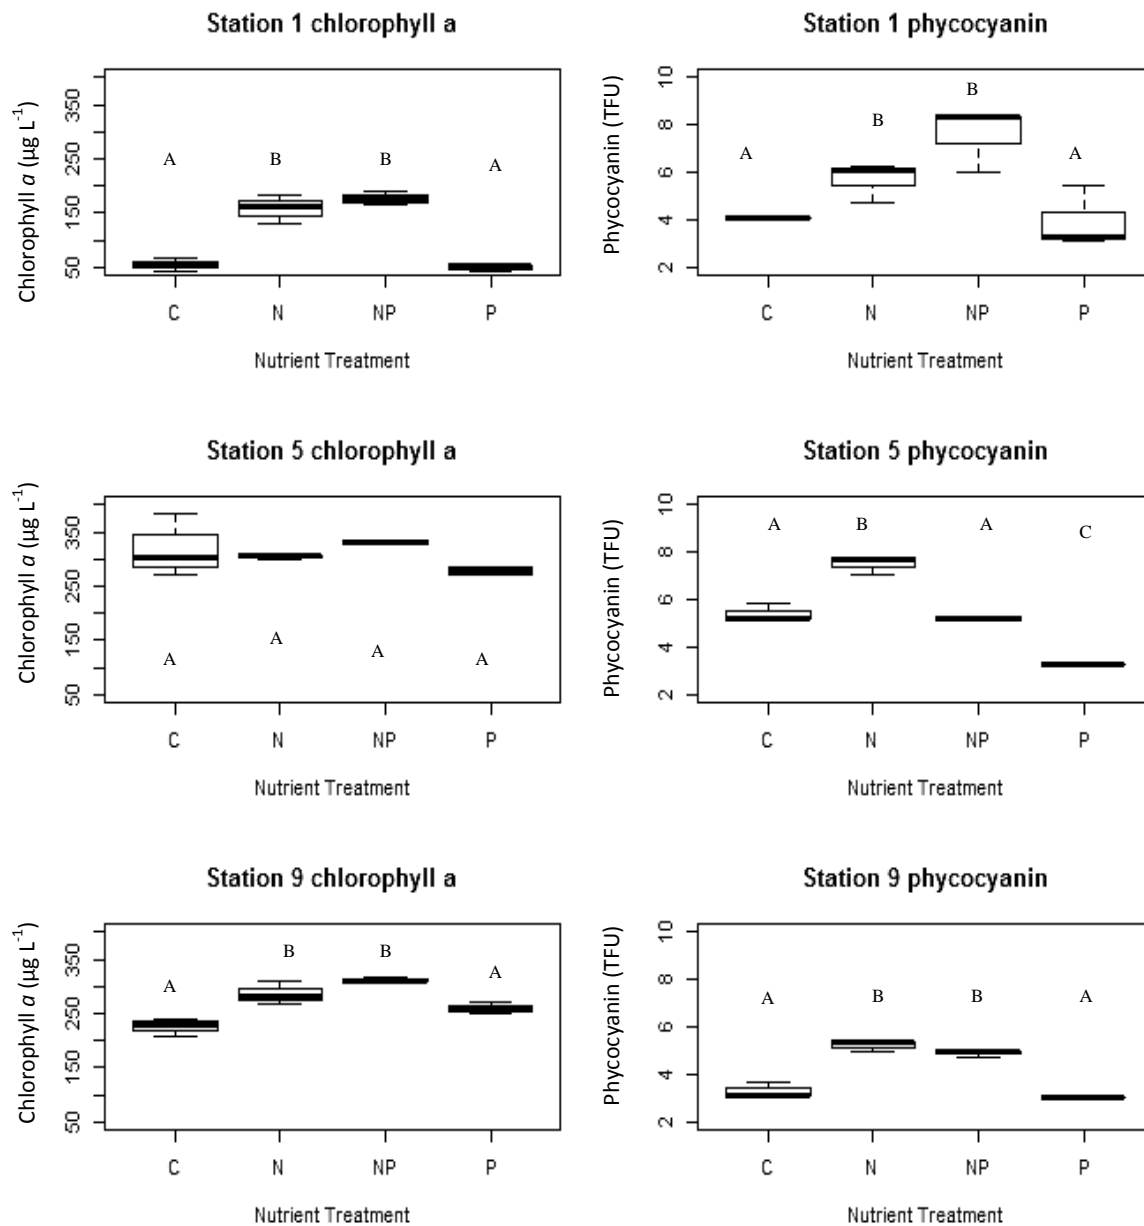 Station 1 chlorophyll a
Chlorophyll a (µg L-1)
350
250
150
50
A B B A
C N NP P
Nutrient Treatment
Station 1 phycocyanin
Phycocyanin (TFU)
10
8
6
4
2
A B B A
C N NP P
Nutrient Treatment
Station 5 chlorophyll a
Chlorophyll a (µg L-1)
350
250
150
50
A A A A
C N NP P
Nutrient Treatment
Station 5 phycocyanin
Phycocyanin (TFU)
10
8
6
4
2
A B A C
C N NP P
Nutrient Treatment
Station 9 chlorophyll a
Chlorophyll a (µg L-1)
350
250
150
50
A B B A
C N NP P
Nutrient Treatment
Station 9 phycocyanin
Phycocyanin (TFU)
10
8
6
4
2
A B B A
C N NP P
Nutrient Treatment